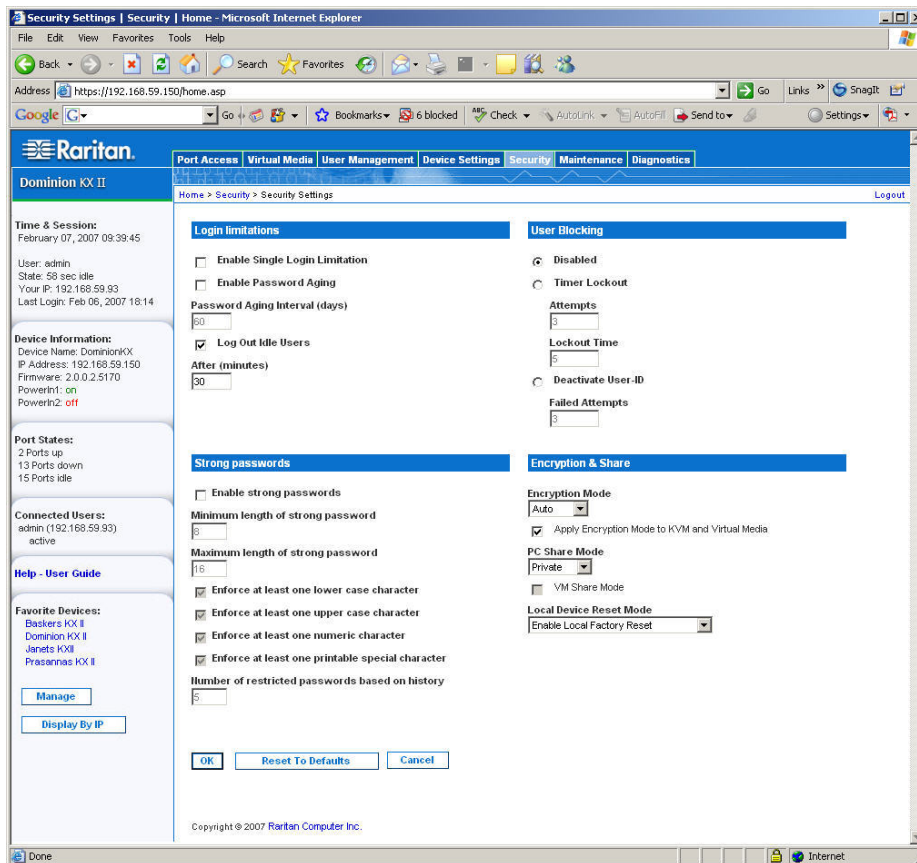 Security Settings | Security | Home - Microsoft Internet Explorer
File Edit View Favorites Tools Help
Back Search Favorites
Address https://192.168.59.150/home.asp Go Links » SnagIt
Google G Go Bookmarks 6 blocked ABC Check AutoLink AutoFill Send to Settings
Raritan.
Dominion KX II
Port Access Virtual Media User Management Device Settings Security Maintenance Diagnostics
Home > Security > Security Settings Logout
Time & Session:
February 07, 2007 09:39:45
User: admin
State: 58 sec idle
Your IP: 192.168.59.93
Last Login: Feb 06, 2007 18:14
Device Information:
Device Name: DominionKX
IP Address: 192.168.59.150
Firmware: 2.0.0.2.5170
PowerIn1: on
PowerIn2: off
Port States:
2 Ports up
13 Ports down
15 Ports idle
Connected Users:
admin (192.168.59.93)
active
Help - User Guide
Favorite Devices:
Baskers KX II
Dominion KX II
Janets KXII
Prasannas KX II
Manage
Display By IP
Login limitations
Enable Single Login Limitation
Enable Password Aging
Password Aging Interval (days)
60
Log Out Idle Users
After (minutes)
30
User Blocking
Disabled
Timer Lockout
Attempts
3
Lockout Time
5
Deactivate User-ID
Failed Attempts
3
Strong passwords
Enable strong passwords
Minimum length of strong password
8
Maximum length of strong password
16
Enforce at least one lower case character
Enforce at least one upper case character
Enforce at least one numeric character
Enforce at least one printable special character
Number of restricted passwords based on history
5
Encryption & Share
Encryption Mode
Auto
Apply Encryption Mode to KVM and Virtual Media
PC Share Mode
Private
VM Share Mode
Local Device Reset Mode
Enable Local Factory Reset
OK Reset To Defaults Cancel
Copyright © 2007 Raritan Computer Inc.
Done Internet